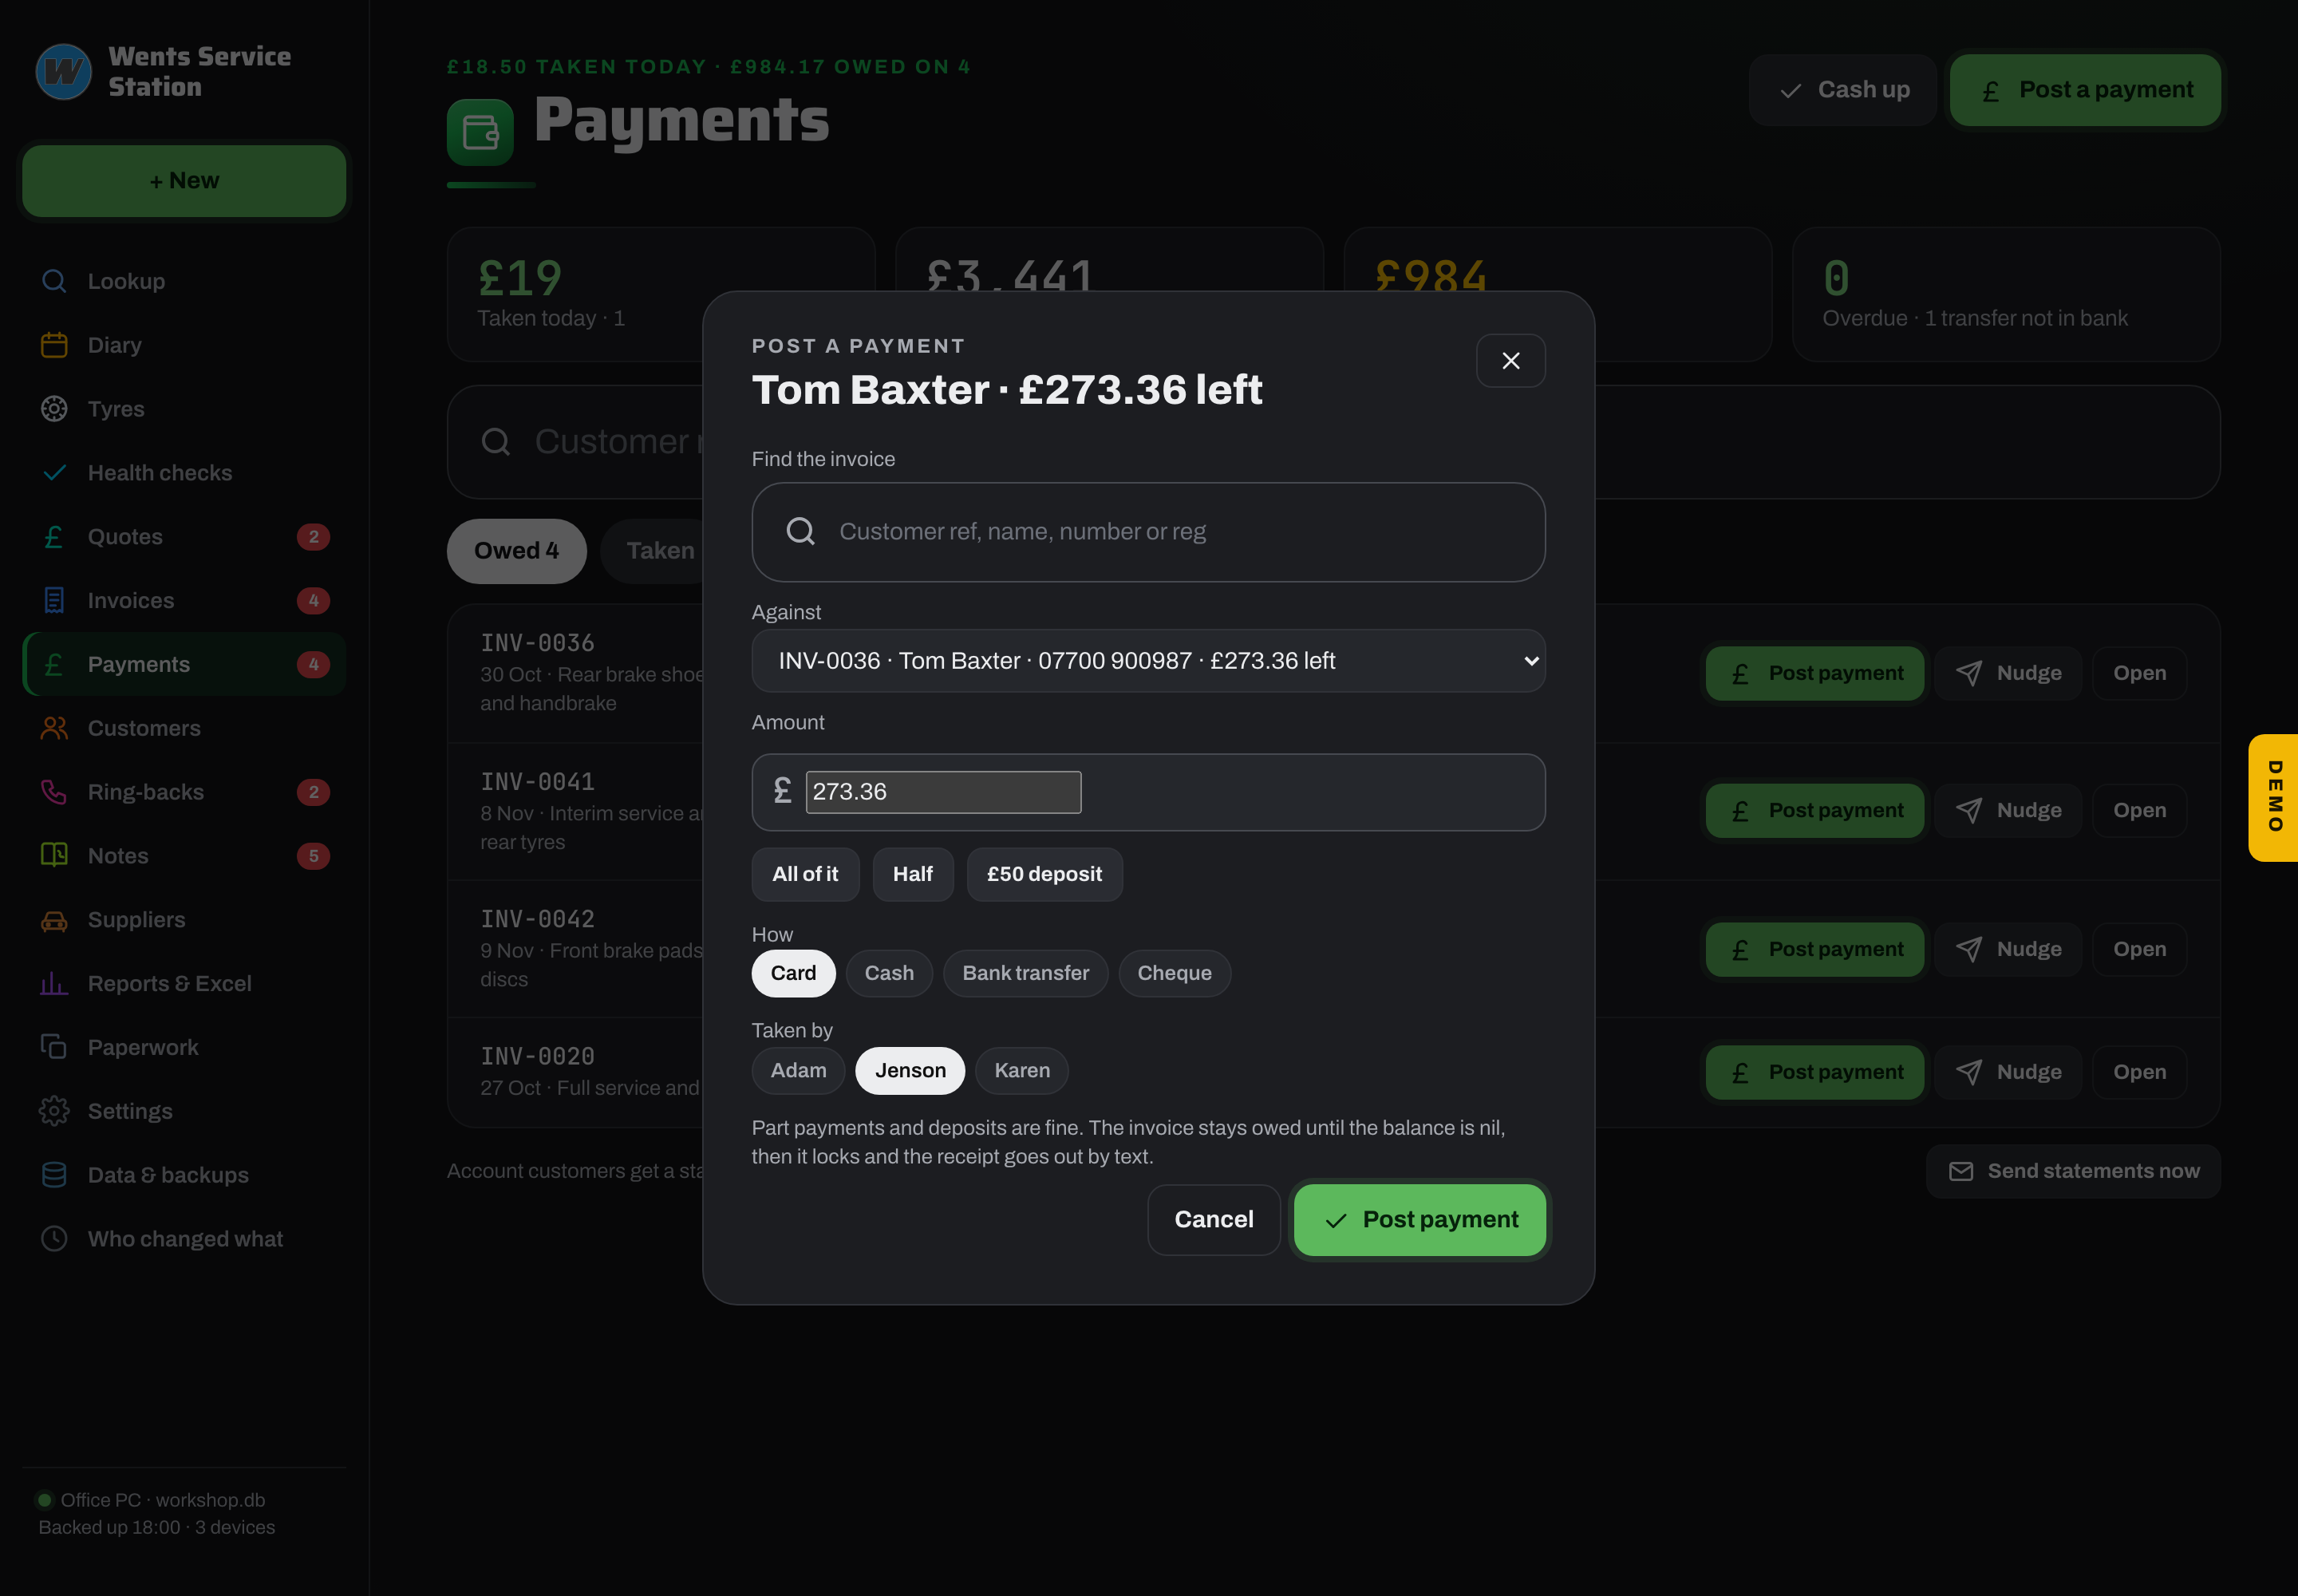 Wents Service
Station
+ New
Lookup
Diary
Tyres
Health checks
Quotes 2
Invoices 4
Payments 4
Customers
Ring-backs 2
Notes 5
Suppliers
Reports & Excel
Paperwork
Settings
Data & backups
Who changed what
Office PC · workshop.db
Backed up 18:00 · 3 devices
£18.50 TAKEN TODAY · £984.17 OWED ON 4
Payments
Cash up
£ Post a payment
£19
Taken today · 1
£3,441
£984
0
Overdue · 1 transfer not in bank
Customer
Owed 4
Taken
INV-0036
30 Oct · Rear brake shoe
and handbrake
£ Post payment
Nudge
Open
INV-0041
8 Nov · Interim service
rear tyres
£ Post payment
Nudge
Open
INV-0042
9 Nov · Front brake pads
discs
£ Post payment
Nudge
Open
INV-0020
27 Oct · Full service and
£ Post payment
Nudge
Open
Account customers get a
Send statements now
POST A PAYMENT
Tom Baxter · £273.36 left
Find the invoice
Customer ref, name, number or reg
Against
INV-0036 · Tom Baxter · 07700 900987 · £273.36 left
Amount
£ 273.36
All of it
Half
£50 deposit
How
Card
Cash
Bank transfer
Cheque
Taken by
Adam
Jenson
Karen
Part payments and deposits are fine. The invoice stays owed until the balance is nil,
then it locks and the receipt goes out by text.
Cancel
Post payment
DEMO